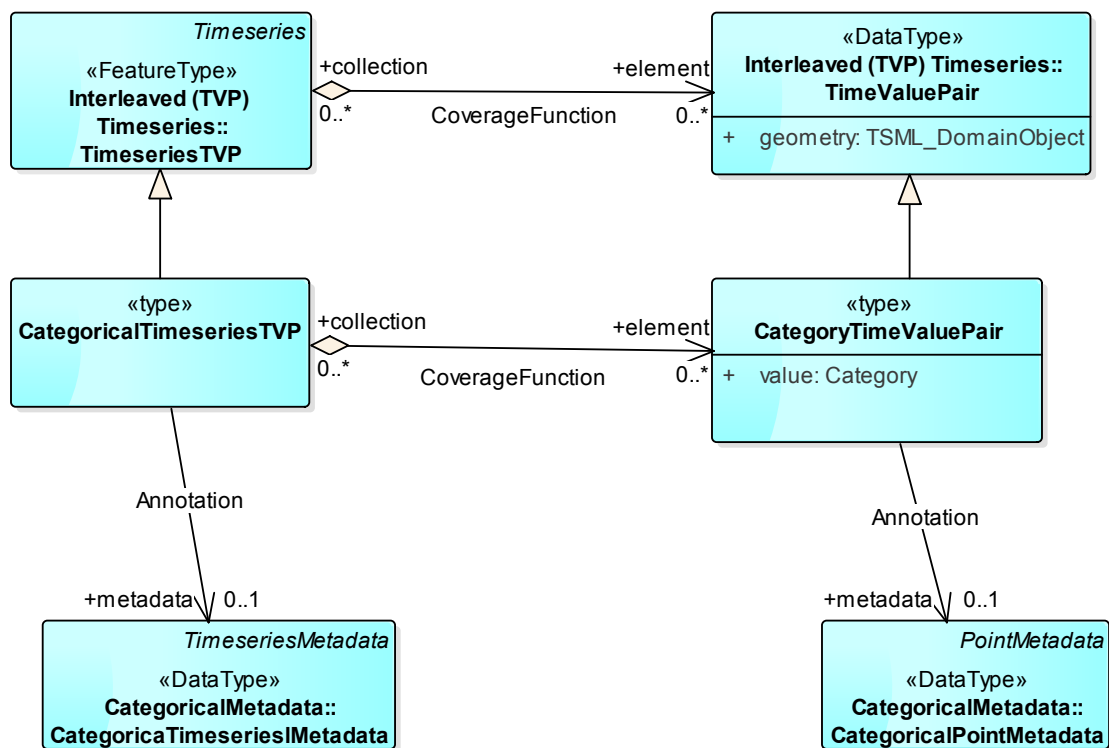 Timeseries
«FeatureType»
Interleaved (TVP)
Timeseries::
TimeseriesTVP
+collection
0..*
CoverageFunction
+element
0..*
«DataType»
Interleaved (TVP) Timeseries::
TimeValuePair
+ geometry: TSML_DomainObject
«type»
CategoricalTimeseriesTVP
+collection
0..*
CoverageFunction
+element
0..*
«type»
CategoryTimeValuePair
+ value: Category
Annotation
+metadata 0..1
Annotation
+metadata 0..1
TimeseriesMetadata
«DataType»
CategoricalMetadata::
CategoricaTimeserieslMetadata
PointMetadata
«DataType»
CategoricalMetadata::
CategoricalPointMetadata